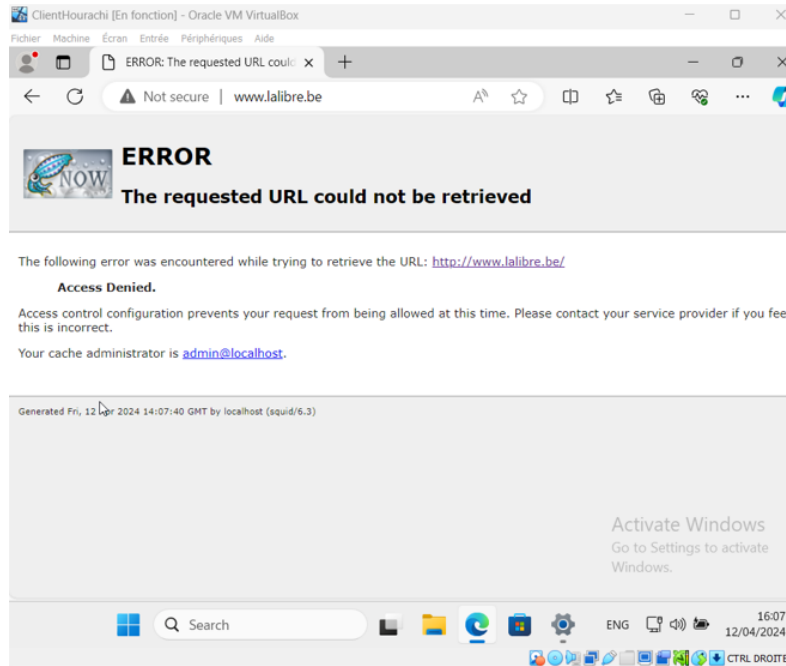 ClientHourachi [En fonction] - Oracle VM VirtualBox
Fichier Machine Écran Entrée Périphériques Aide
ERROR: The requested URL coul
Not secure | www.lalibre.be
NOW
ERROR
The requested URL could not be retrieved
The following error was encountered while trying to retrieve the URL: http://www.lalibre.be/
Access Denied.
Access control configuration prevents your request from being allowed at this time. Please contact your service provider if you fee
this is incorrect.
Your cache administrator is admin@localhost.
Generated Fri, 12 Apr 2024 14:07:40 GMT by localhost (squid/6.3)
Activate Windows
Go to Settings to activate
Windows.
Search
ENG
16:07
12/04/2024
CTRL DROITE